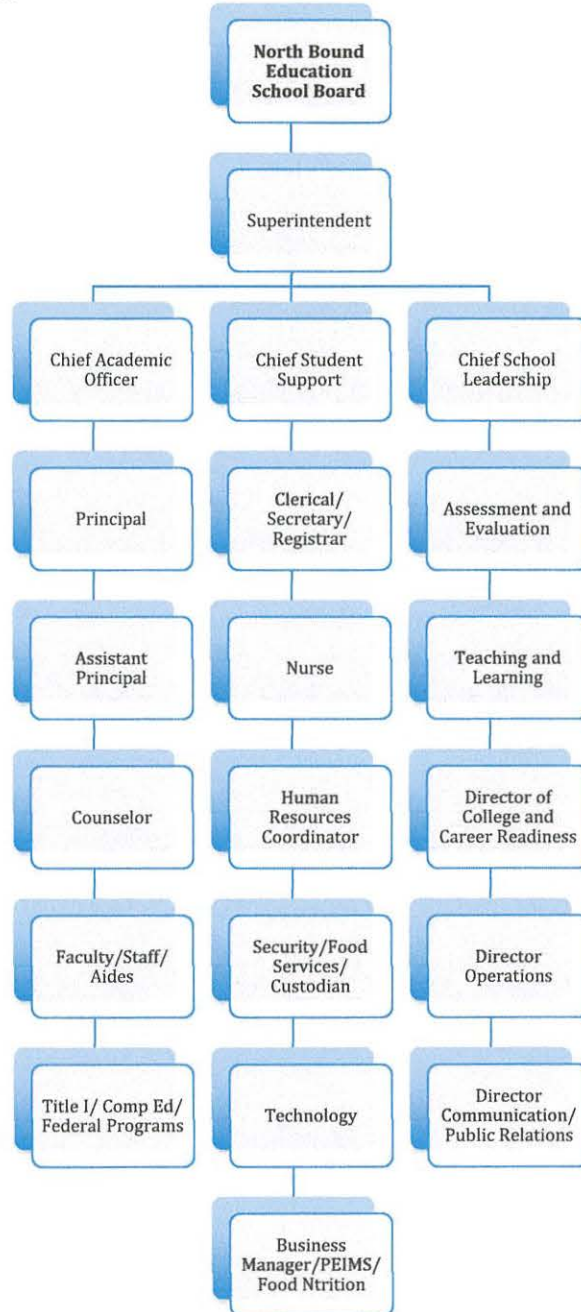 North Bound
Education
School Board
Superintendent
Chief Academic
Officer
Chief Student
Support
Chief School
Leadership
Principal
Clerical/
Secretary/
Registrar
Assessment and
Evaluation
Assistant
Principal
Nurse
Teaching and
Learning
Counselor
Human
Resources
Coordinator
Director of
College and
Career Readiness
Faculty/Staff/
Aides
Security/Food
Services/
Custodian
Director
Operations
Title I/ Comp Ed/
Federal Programs
Technology
Director
Communication/
Public Relations
Business
Manager/PEIMS/
Food Ntrition